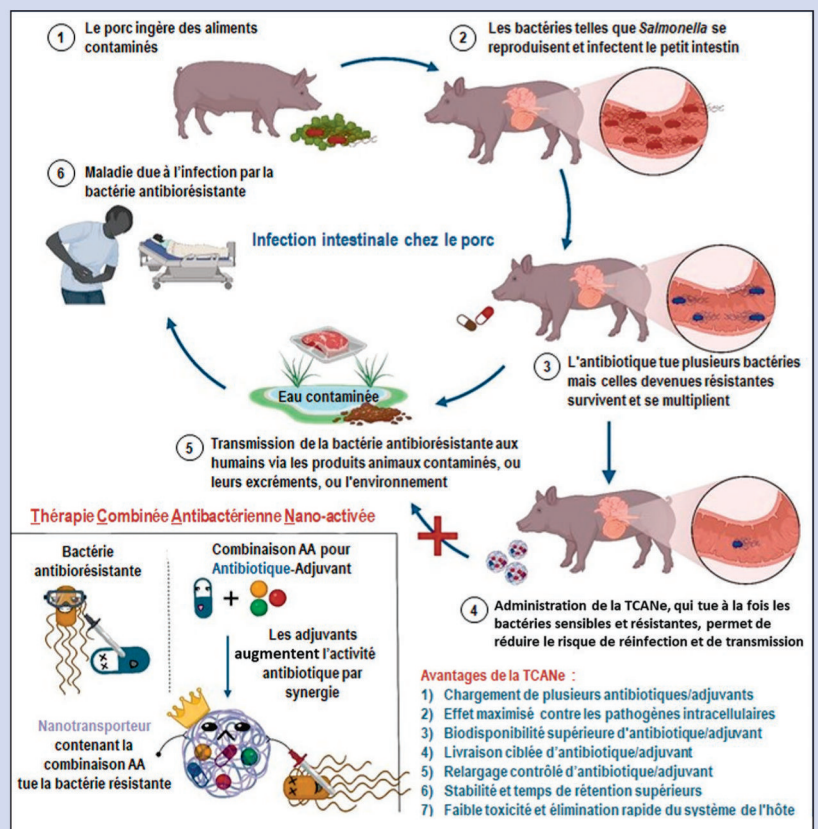 1 Le porc ingère des aliments
contaminés
2 Les bactéries telles que Salmonella se
reproduisent et infectent le petit intestin
6 Maladie due à l'infection par la
bactérie antibiorésistante
Infection intestinale chez le porc
3 L'antibiotique tue plusieurs bactéries
mais celles devenues résistantes
survivent et se multiplient
Eau contaminée
5 Transmission de la bactérie antibiorésistante aux
humains via les produits animaux contaminés, ou
leurs excréments, ou l'environnement
4 Administration de la TCANe, qui tue à la fois les
bactéries sensibles et résistantes, permet de
réduire le risque de réinfection et de transmission
Thérapie Combinée Antibactérienne Nano-activée
Bactérie
antibiorésistante
Combinaison AA pour
Antibiotique-Adjuvant
Les adjuvants
augmentent l'activité
antibiotique par
synergie
Nanotransporteur
contenant la
combinaison AA
tue la bactérie résistante
Avantages de la TCANe :
1) Chargement de plusieurs antibiotiques/adjuvants
2) Effet maximisé contre les pathogènes intracellulaires
3) Biodisponibilité supérieure d'antibiotique/adjuvant
4) Livraison ciblée d'antibiotique/adjuvant
5) Relargage contrôlé d'antibiotique/adjuvant
6) Stabilité et temps de rétention supérieurs
7) Faible toxicité et élimination rapide du système de l'hôte